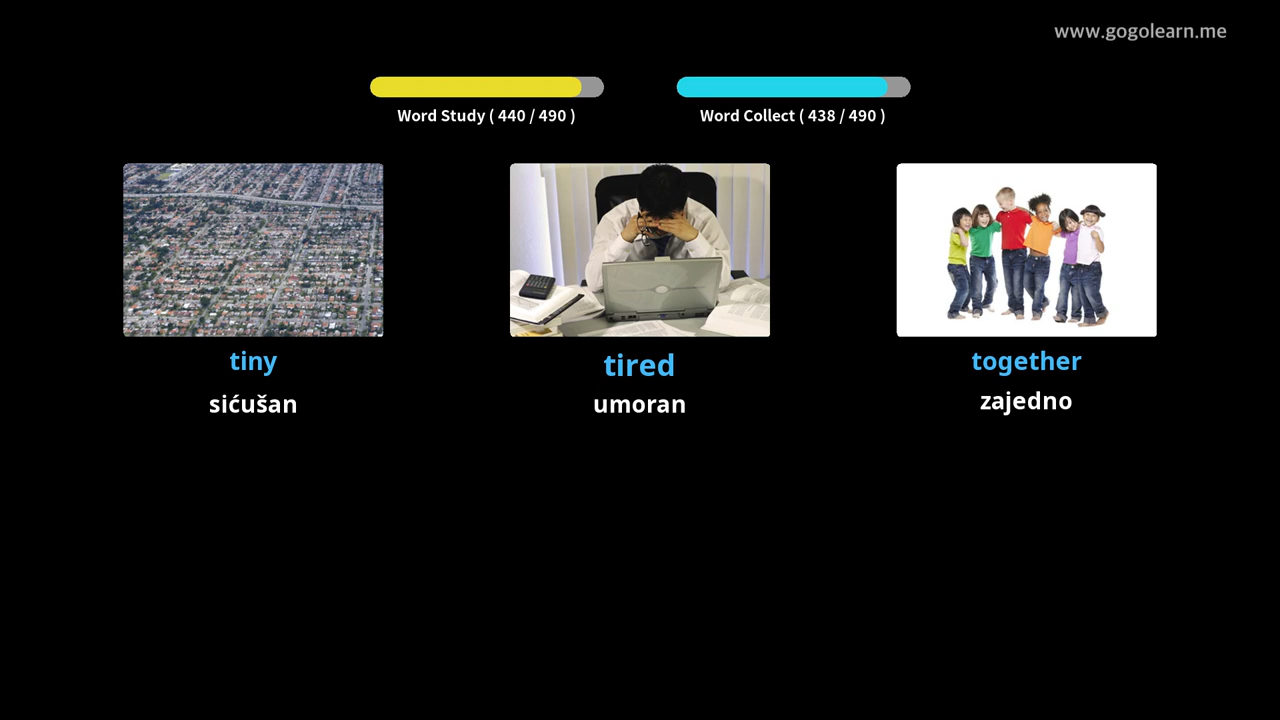 www.gogolearn.me
Word Study ( 440 / 490 )
Word Collect ( 438 / 490 )
tiny
sićušan
tired
umoran
together
zajedno